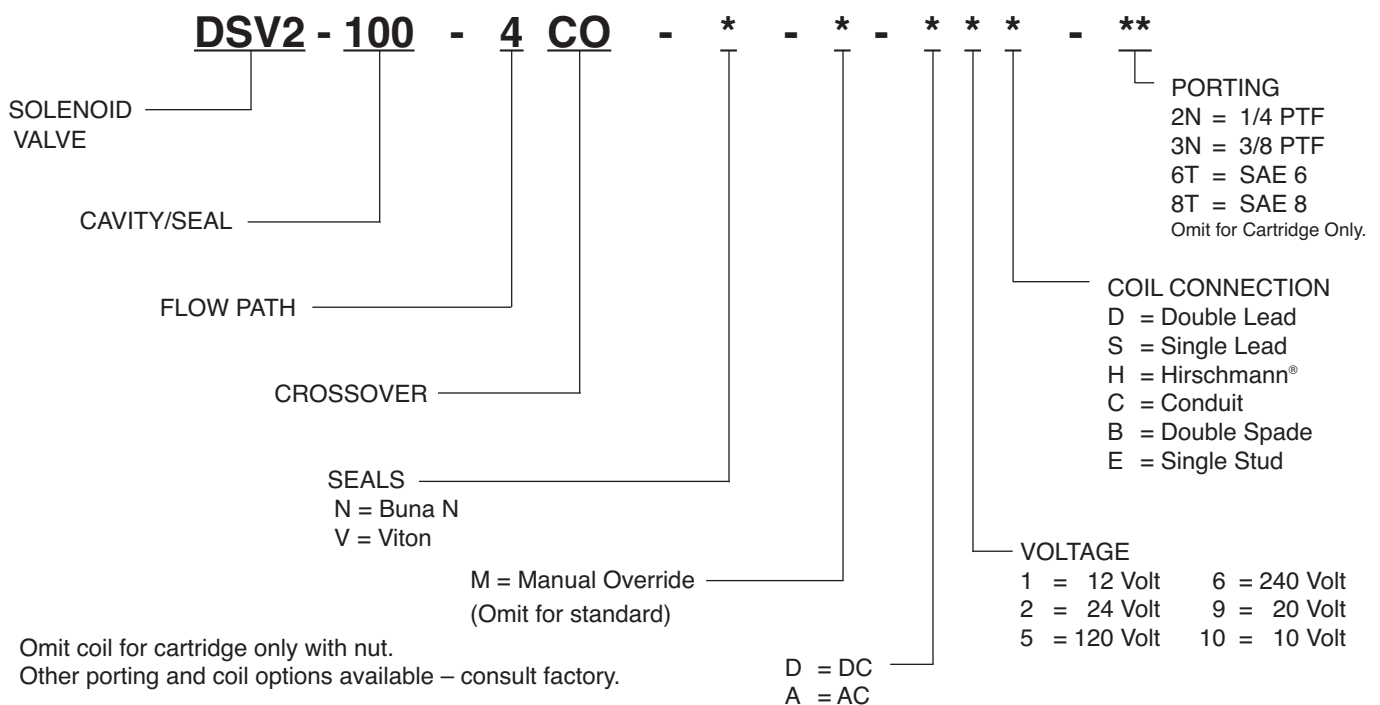 DSV2 - 100 - 4 CO - * - * - * * * - **
SOLENOID
VALVE
CAVITY/SEAL
FLOW PATH
CROSSOVER
SEALS
N = Buna N
V = Viton
M = Manual Override
(Omit for standard)
D = DC
A = AC
VOLTAGE
1 = 12 Volt 6 = 240 Volt
2 = 24 Volt 9 = 20 Volt
5 = 120 Volt 10 = 10 Volt
COIL CONNECTION
D = Double Lead
S = Single Lead
H = Hirschmann®
C = Conduit
B = Double Spade
E = Single Stud
PORTING
2N = 1/4 PTF
3N = 3/8 PTF
6T = SAE 6
8T = SAE 8
Omit for Cartridge Only.
Omit coil for cartridge only with nut.
Other porting and coil options available – consult factory.